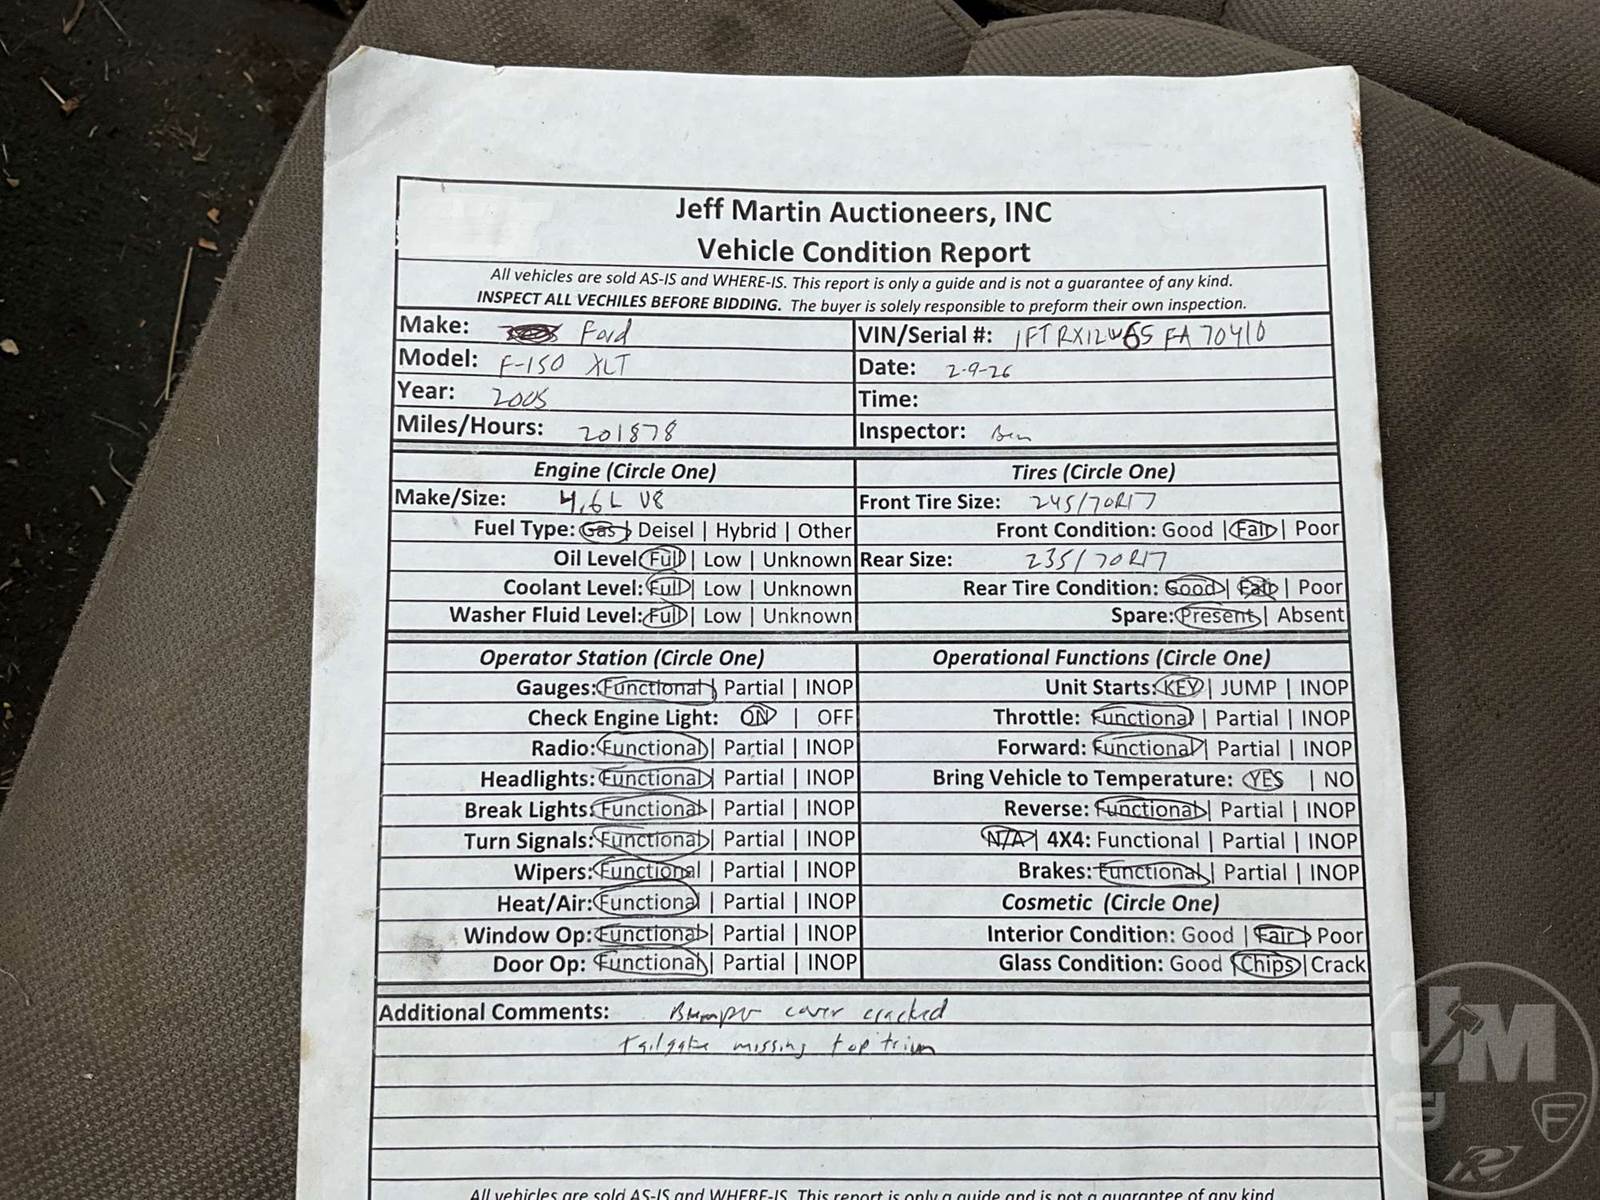 Jeff Martin Auctioneers, INC
Vehicle Condition Report
All vehicles are sold AS-IS and WHERE-IS. This report is only a guide and is not a guarantee of any kind.
INSPECT ALL VECHILES BEFORE BIDDING. The buyer is solely responsible to preform their own inspection.
Make: Ford VIN/Serial #: 1FTRX12W65FA70410
Model: F-150 XLT Date: 2-9-26
Year: 2005 Time:
Miles/Hours: 201878 Inspector: Ben
Engine (Circle One) Tires (Circle One)
Make/Size: 4.6L V8 Front Tire Size: 245/70R17
Fuel Type: Gas | Deisel | Hybrid | Other Front Condition: Good | Fair | Poor
Oil Level: Full | Low | Unknown Rear Size: 235/70R17
Coolant Level: Full | Low | Unknown Rear Tire Condition: Good | Fair | Poor
Washer Fluid Level: Full | Low | Unknown Spare: Present | Absent
Operator Station (Circle One) Operational Functions (Circle One)
Gauges: Functional | Partial | INOP Unit Starts: KEY | JUMP | INOP
Check Engine Light: ON | OFF Throttle: Functional | Partial | INOP
Radio: Functional | Partial | INOP Forward: Functional | Partial | INOP
Headlights: Functional | Partial | INOP Bring Vehicle to Temperature: YES | NO
Break Lights: Functional | Partial | INOP Reverse: Functional | Partial | INOP
Turn Signals: Functional | Partial | INOP N/A | 4X4: Functional | Partial | INOP
Wipers: Functional | Partial | INOP Brakes: Functional | Partial | INOP
Heat/Air: Functional | Partial | INOP Cosmetic (Circle One)
Window Op: Functional | Partial | INOP Interior Condition: Good | Fair | Poor
Door Op: Functional | Partial | INOP Glass Condition: Good | Chips | Crack
Additional Comments: Bumper cover cracked
tailgate missing top trim
All vehicles are sold AS-IS and WHERE-IS. This report is only a guide and is not a guarantee of any kind
JM
F